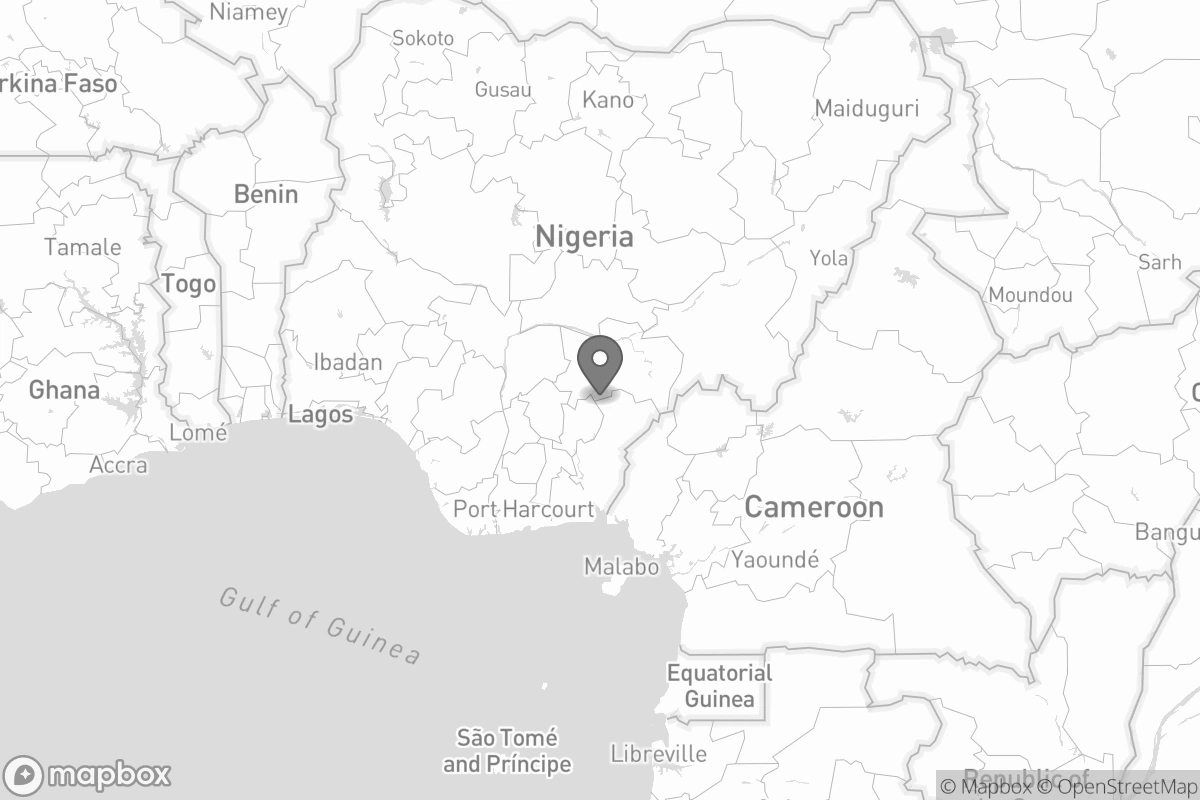 Niamey
Sokoto
rkina Faso
Gusau
Kano
Maiduguri
Benin
Tamale
Nigeria
Yola
Sarh
Togo
Moundou
Ibadan
Ghana
Lagos
Lomé
Accra
Port Harcourt
Cameroon
Bangu
Malabo
Yaoundé
Gulf of Guinea
Equatorial
Guinea
São Tomé
and Príncipe
Libreville
Republic of
mapbox
© Mapbox © OpenStreetMap